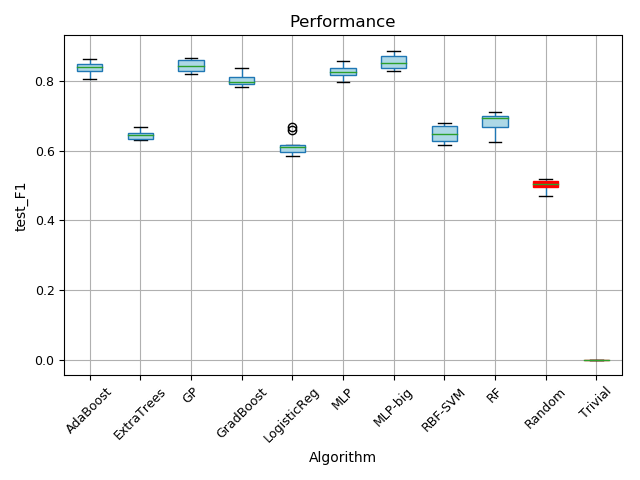 Performance
test_F1
0.8
0.6
0.4
0.2
0.0
AdaBoost
ExtraTrees
GP
GradBoost
LogisticReg
MLP
MLP-big
RBF-SVM
RF
Random
Trivial
Algorithm